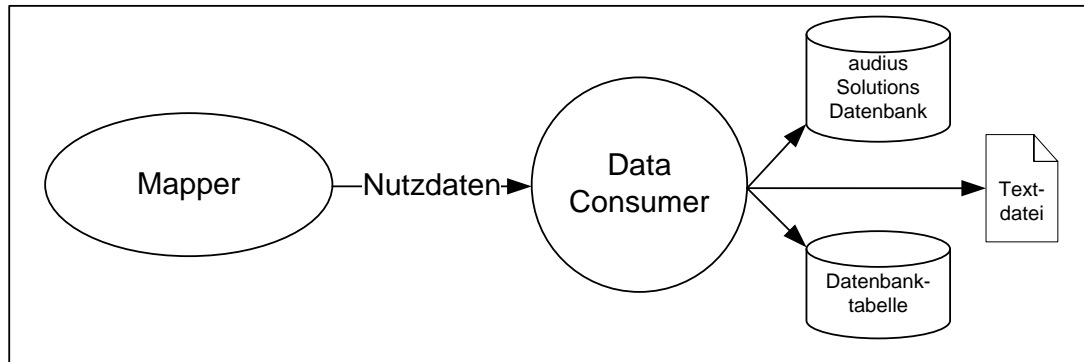 Mapper
Nutzdaten
Data
Consumer
audius
Solutions
Datenbank
Text-
datei
Datenbank-
tabelle